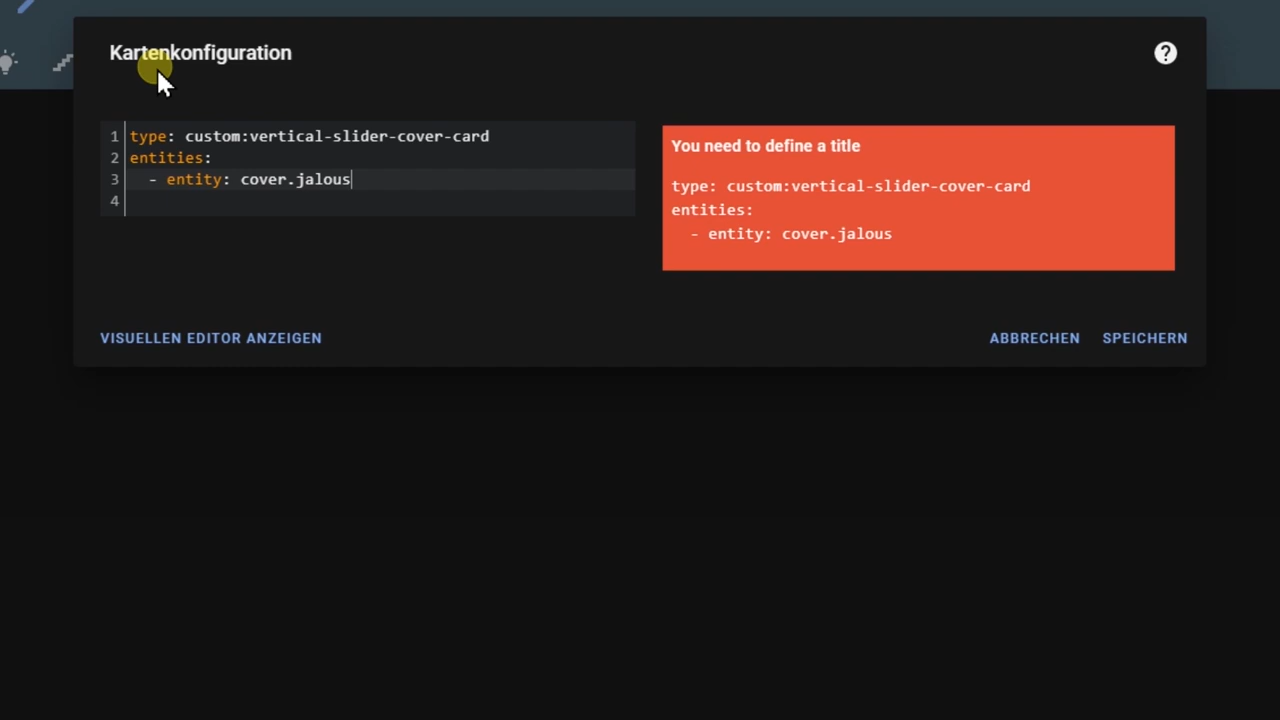 Kartenkonfiguration
?
1 type: custom:vertical-slider-cover-card
2 entities:
3   - entity: cover.jalous
4
You need to define a title
type: custom:vertical-slider-cover-card
entities:
  - entity: cover.jalous
VISUELLEN EDITOR ANZEIGEN
ABBRECHEN SPEICHERN